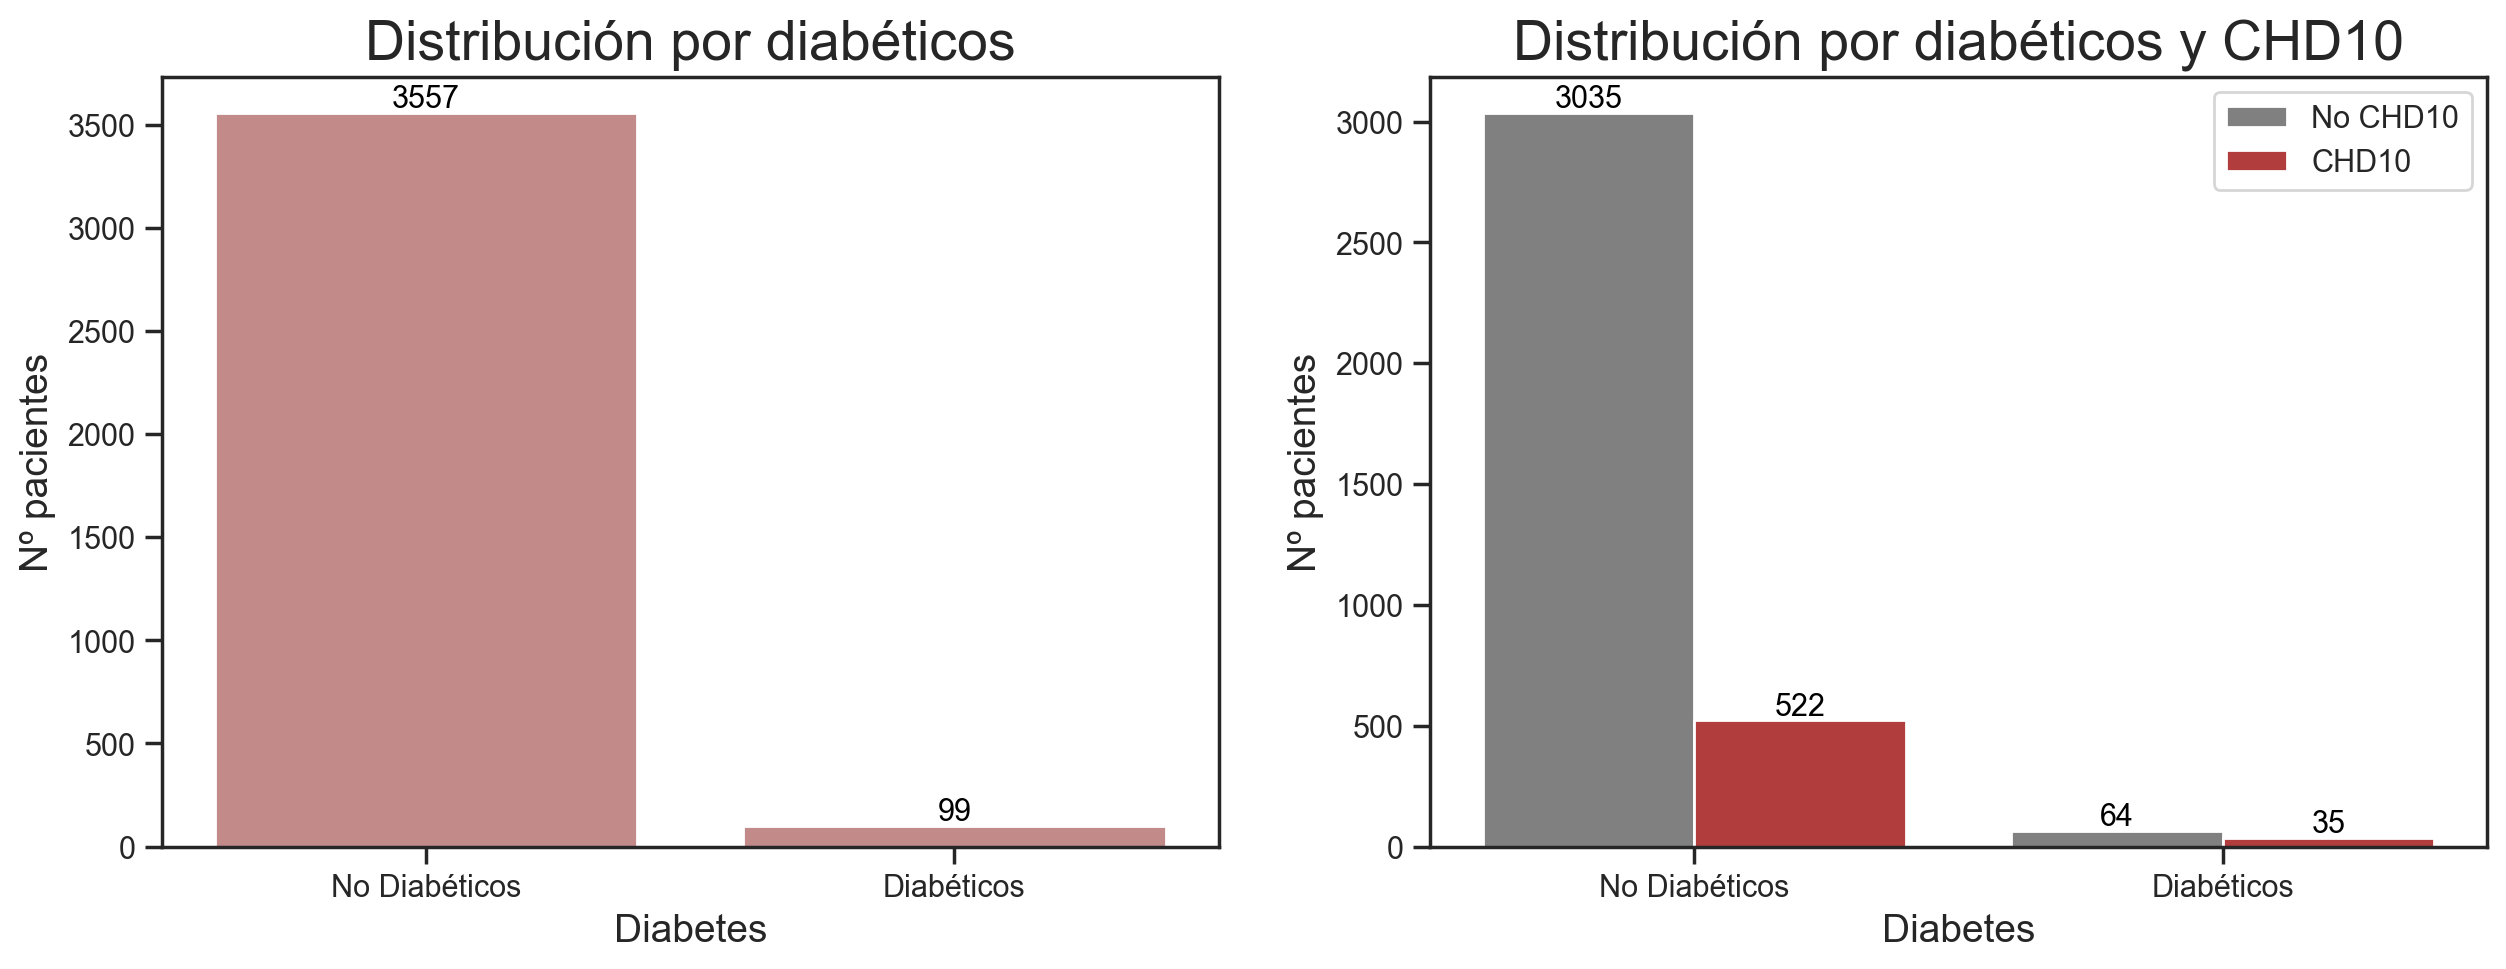 Distribución por diabéticos
3557
3500
3000
2500
2000
1500
1000
500
0
99
Nº pacientes
No Diabéticos
Diabéticos
Diabetes
Distribución por diabéticos y CHD10
3035
No CHD10
CHD10
3000
2500
2000
1500
1000
500
0
522
64
35
Nº pacientes
No Diabéticos
Diabéticos
Diabetes